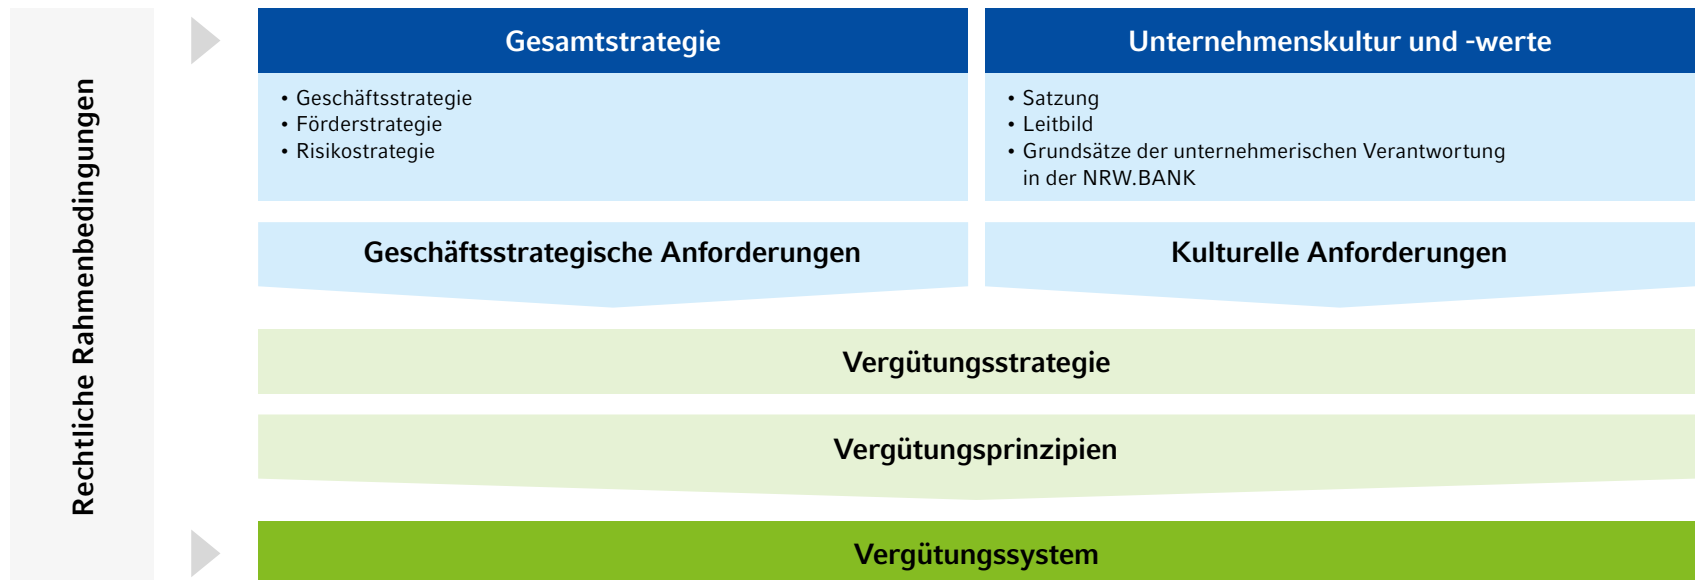 Rechtliche Rahmenbedingungen
Gesamtstrategie
• Geschäftsstrategie
• Förderstrategie
• Risikostrategie
Unternehmenskultur und -werte
• Satzung
• Leitbild
• Grundsätze der unternehmerischen Verantwortung
in der NRW.BANK
Geschäftsstrategische Anforderungen
Kulturelle Anforderungen
Vergütungsstrategie
Vergütungsprinzipien
Vergütungssystem